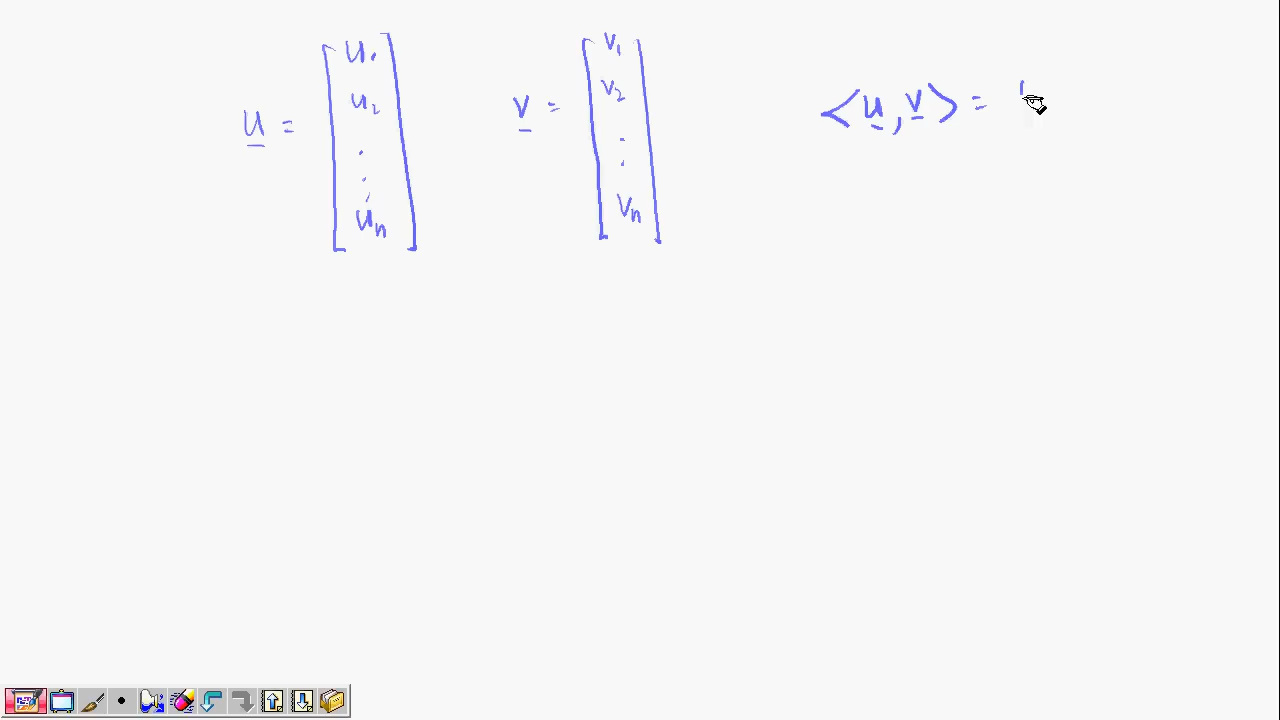 u = [ u₁ u₂ . . . uₙ ]
v = [ v₁ v₂ . . vₙ ]
<u, v> =